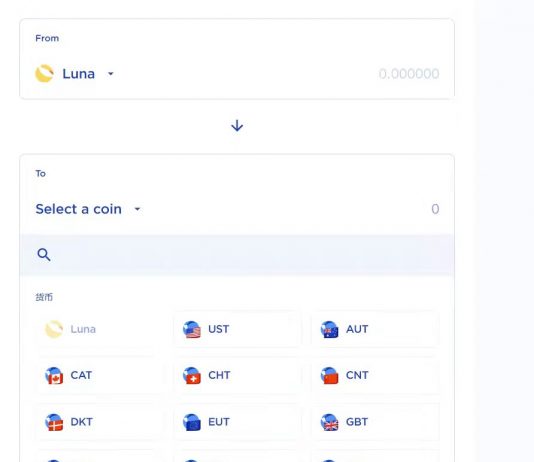 From
Luna
0.000000
To
Select a coin
0
货币
Luna
UST
AUT
CAT
CHT
CNT
DKT
EUT
GBT